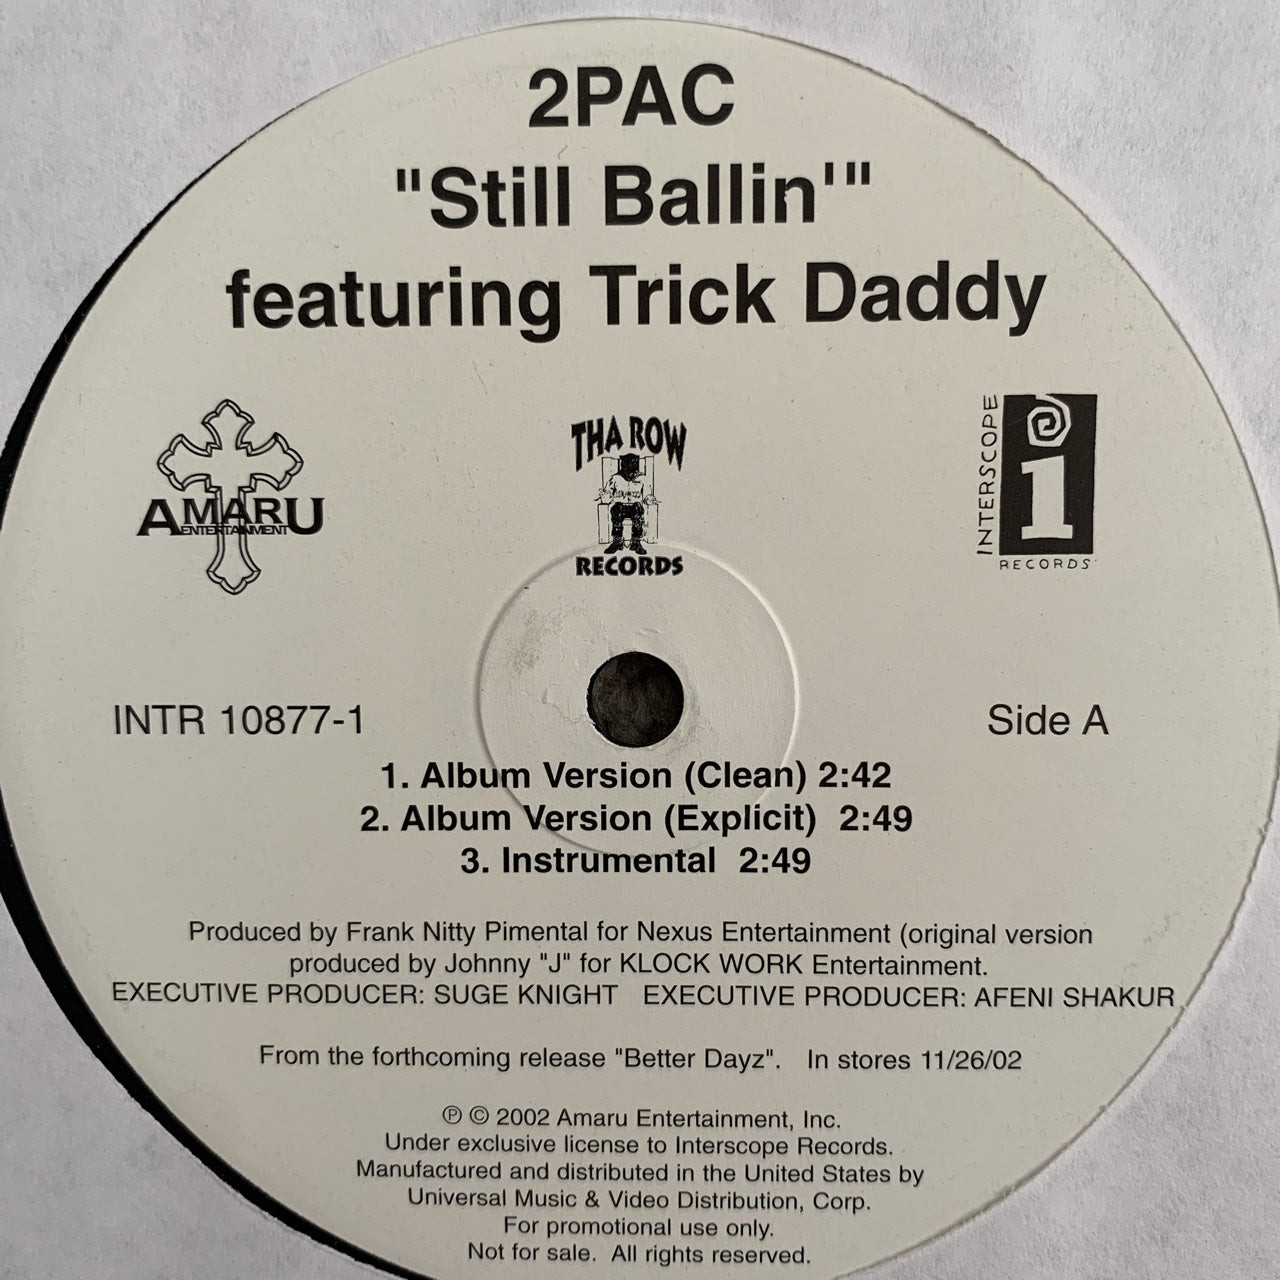 2PAC
"Still Ballin'"
featuring Trick Daddy
AMARU
ENTERTAINMENT
THA ROW
RECORDS
INTERSCOPE
i
RECORDS
INTR 10877-1
Side A
1. Album Version (Clean) 2:42
2. Album Version (Explicit) 2:49
3. Instrumental 2:49
Produced by Frank Nitty Pimental for Nexus Entertainment (original version
produced by Johnny "J" for KLOCK WORK Entertainment.
EXECUTIVE PRODUCER: SUGE KNIGHT EXECUTIVE PRODUCER: AFENI SHAKUR
From the forthcoming release "Better Dayz". In stores 11/26/02
℗ © 2002 Amaru Entertainment, Inc.
Under exclusive license to Interscope Records.
Manufactured and distributed in the United States by
Universal Music & Video Distribution, Corp.
For promotional use only.
Not for sale. All rights reserved.